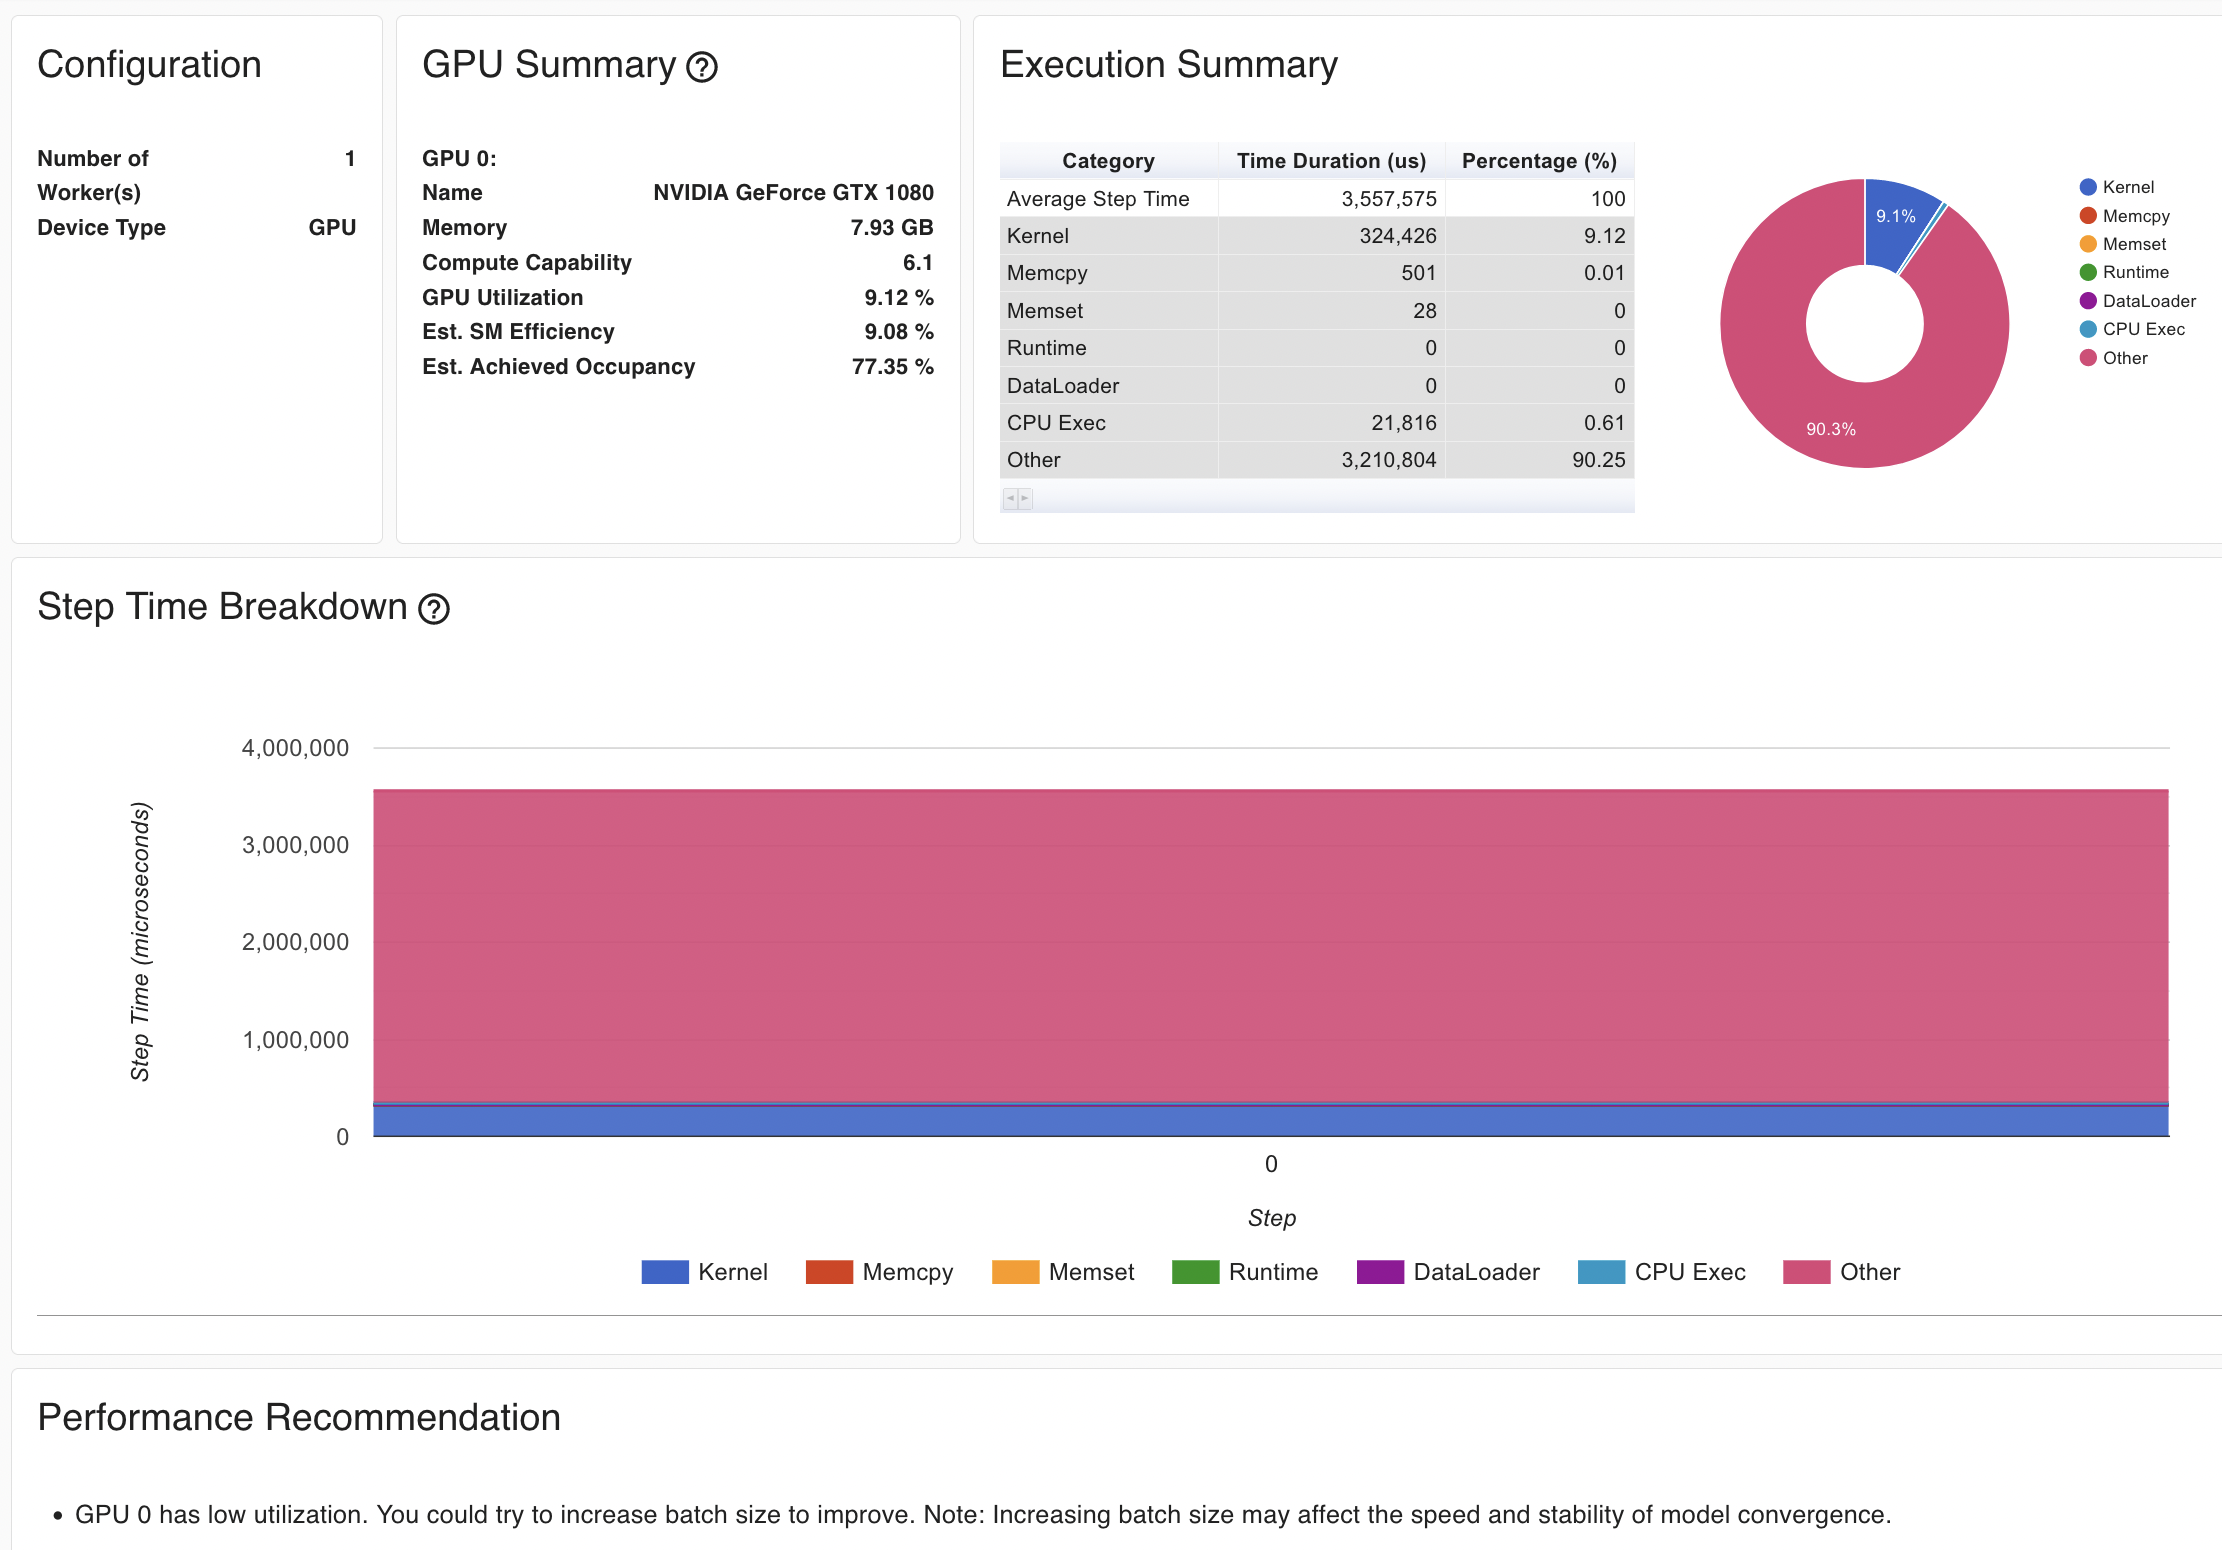 Configuration
Number of 1
Worker(s)
Device Type GPU
GPU Summary
GPU 0:
Name NVIDIA GeForce GTX 1080
Memory 7.93 GB
Compute Capability 6.1
GPU Utilization 9.12 %
Est. SM Efficiency 9.08 %
Est. Achieved Occupancy 77.35 %
Execution Summary
Category Time Duration (us) Percentage (%)
Average Step Time 3,557,575 100
Kernel 324,426 9.12
Memcpy 501 0.01
Memset 28 0
Runtime 0 0
DataLoader 0 0
CPU Exec 21,816 0.61
Other 3,210,804 90.25
9.1%
90.3%
Kernel
Memcpy
Memset
Runtime
DataLoader
CPU Exec
Other
Step Time Breakdown
Step Time (microseconds)
4,000,000
3,000,000
2,000,000
1,000,000
0
0
Step
Kernel Memcpy Memset Runtime DataLoader CPU Exec Other
Performance Recommendation
• GPU 0 has low utilization. You could try to increase batch size to improve. Note: Increasing batch size may affect the speed and stability of model convergence.